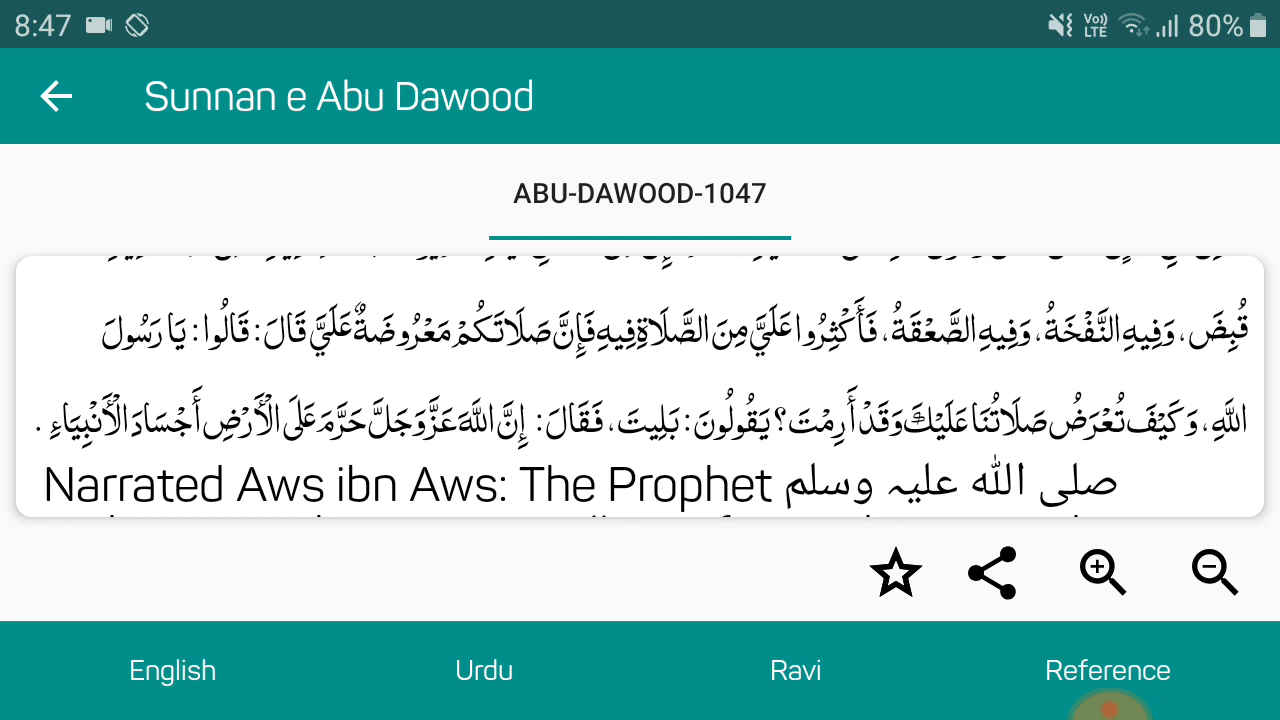 8:47
Vo)) LTE 80%
Sunnan e Abu Dawood
ABU-DAWOOD-1047
قُبِضَ، وَفِيهِ النَّفْخَةُ، وَفِيهِ الصَّعْقَةُ، فَأَكْثِرُوا عَلَيَّ مِنَ الصَّلَاةِ فِيهِ فَإِنَّ صَلَاتَكُمْ مَعْرُوضَةٌ عَلَيَّ قَالَ: قَالُوا: يَا رَسُولَ
اللَّهِ، وَكَيْفَ تُعْرَضُ صَلَاتُنَا عَلَيْكَ وَقَدْ أَرِمْتَ؟ يَقُولُونَ: بَلِيتَ، فَقَالَ: إِنَّ اللَّهَ عَزَّ وَجَلَّ حَرَّمَ عَلَى الْأَرْضِ أَجْسَادَ الْأَنْبِيَاءِ .
Narrated Aws ibn Aws: The Prophet صلی اللہ علیہ وسلم
English Urdu Ravi Reference